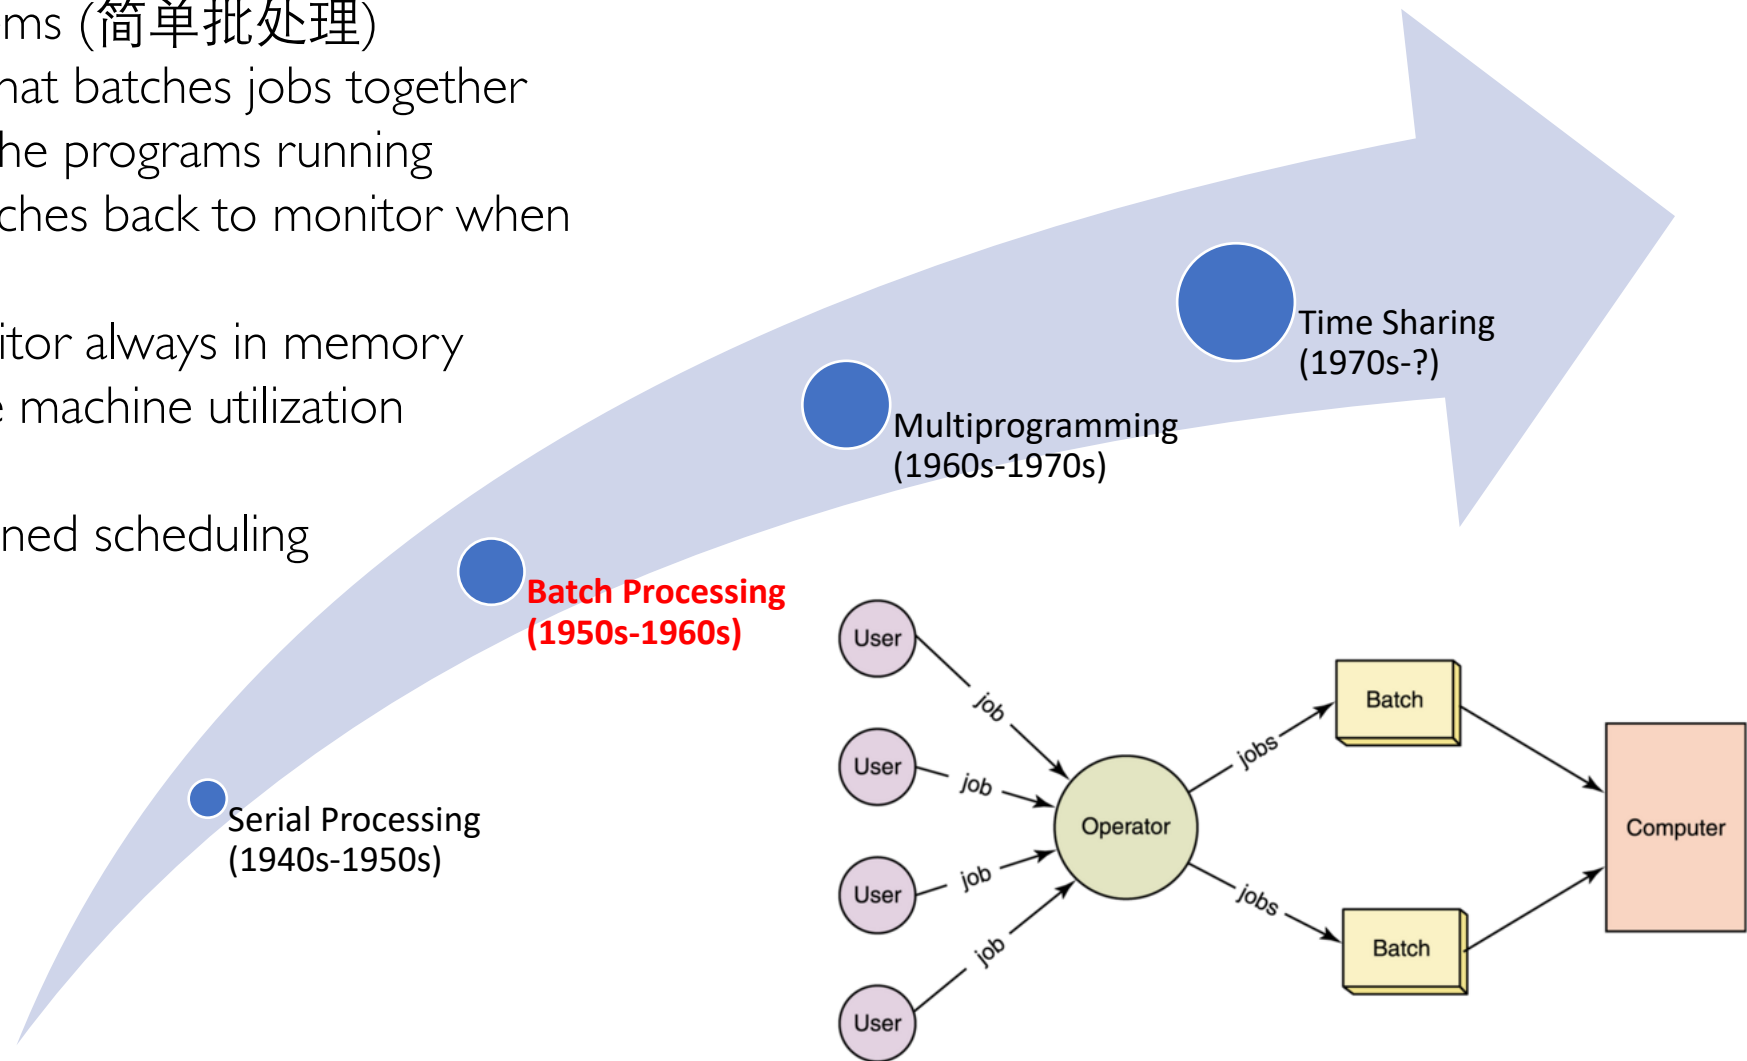 ms (简单批处理)
hat batches jobs together
he programs running
ches back to monitor when
itor always in memory
e machine utilization
ned scheduling
Time Sharing
(1970s-?)
Multiprogramming
(1960s-1970s)
Batch Processing
(1950s-1960s)
Serial Processing
(1940s-1950s)
User
job
User
job
User
job
User
job
Operator
jobs
jobs
Batch
Batch
Computer